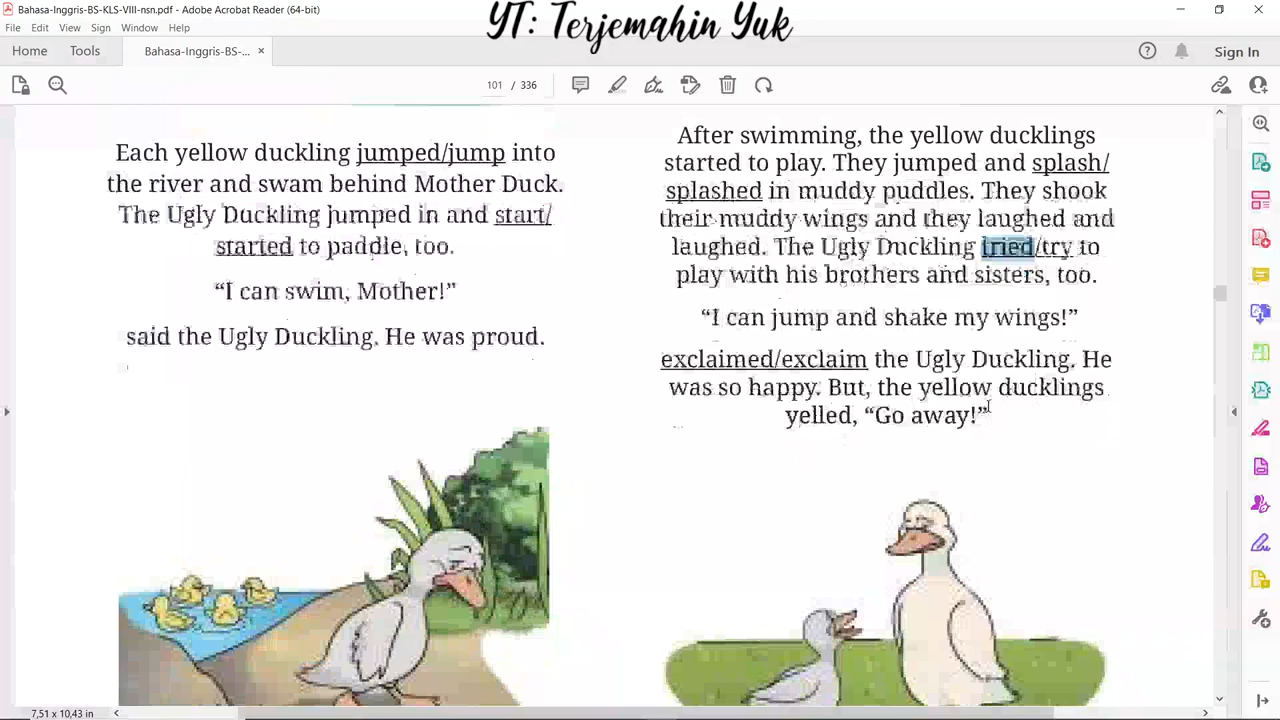 Bahasa-Inggris-BS-KLS-VIII-nsn.pdf - Adobe Acrobat Reader (64-bit)
YT: Terjemahin Yuk
File Edit View Sign Window Help
Home Tools Bahasa-Inggris-BS-... × Sign In
101 / 336
Each yellow duckling jumped/jump into
the river and swam behind Mother Duck.
The Ugly Duckling jumped in and start/
started to paddle, too.
“I can swim, Mother!”
said the Ugly Duckling. He was proud.
After swimming, the yellow ducklings
started to play. They jumped and splash/
splashed in muddy puddles. They shook
their muddy wings and they laughed and
laughed. The Ugly Duckling tried/try to
play with his brothers and sisters, too.
“I can jump and shake my wings!”
exclaimed/exclaim the Ugly Duckling. He
was so happy. But, the yellow ducklings
yelled, “Go away!”
7,51 x 10,43 in